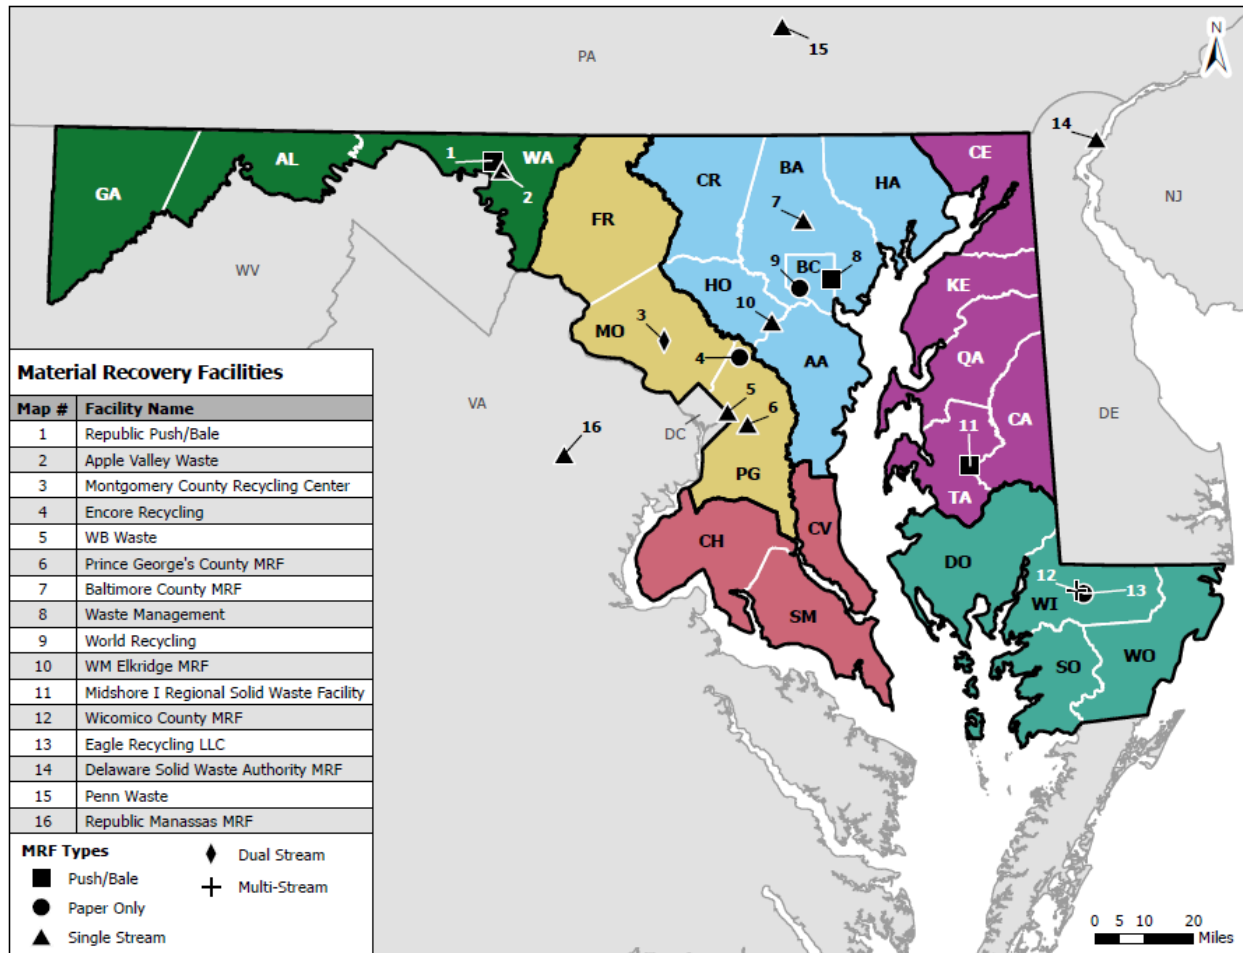 N
15
PA
14
CE
WA
1
AL
BA
CR
HA
2
GA
NJ
7
FR
WV
9
BC
8
HO
KE
10
3
MO
4
QA
AA
5
CA
VA
6
11
DC
16
PG
TA
CV
CH
DE
DO
12
13
WI
SM
WO
SO
Material Recovery Facilities
Map # Facility Name
1 Republic Push/Bale
2 Apple Valley Waste
3 Montgomery County Recycling Center
4 Encore Recycling
5 WB Waste
6 Prince George's County MRF
7 Baltimore County MRF
8 Waste Management
9 World Recycling
10 WM Elkridge MRF
11 Midshore I Regional Solid Waste Facility
12 Wicomico County MRF
13 Eagle Recycling LLC
14 Delaware Solid Waste Authority MRF
15 Penn Waste
16 Republic Manassas MRF
MRF Types
Push/Bale
Paper Only
Single Stream
Dual Stream
Multi-Stream
0 5 10 20
Miles